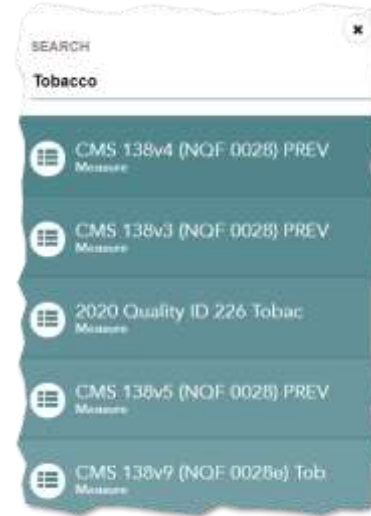 SEARCH
Tobacco
CMS 138v4 (NQF 0028) PREV
Measure
CMS 138v3 (NQF 0028) PREV
Measure
2020 Quality ID 226 Tobac
Measure
CMS 138v5 (NQF 0028) PREV
Measure
CMS 138v9 (NQF 0028e) Tob
Measure